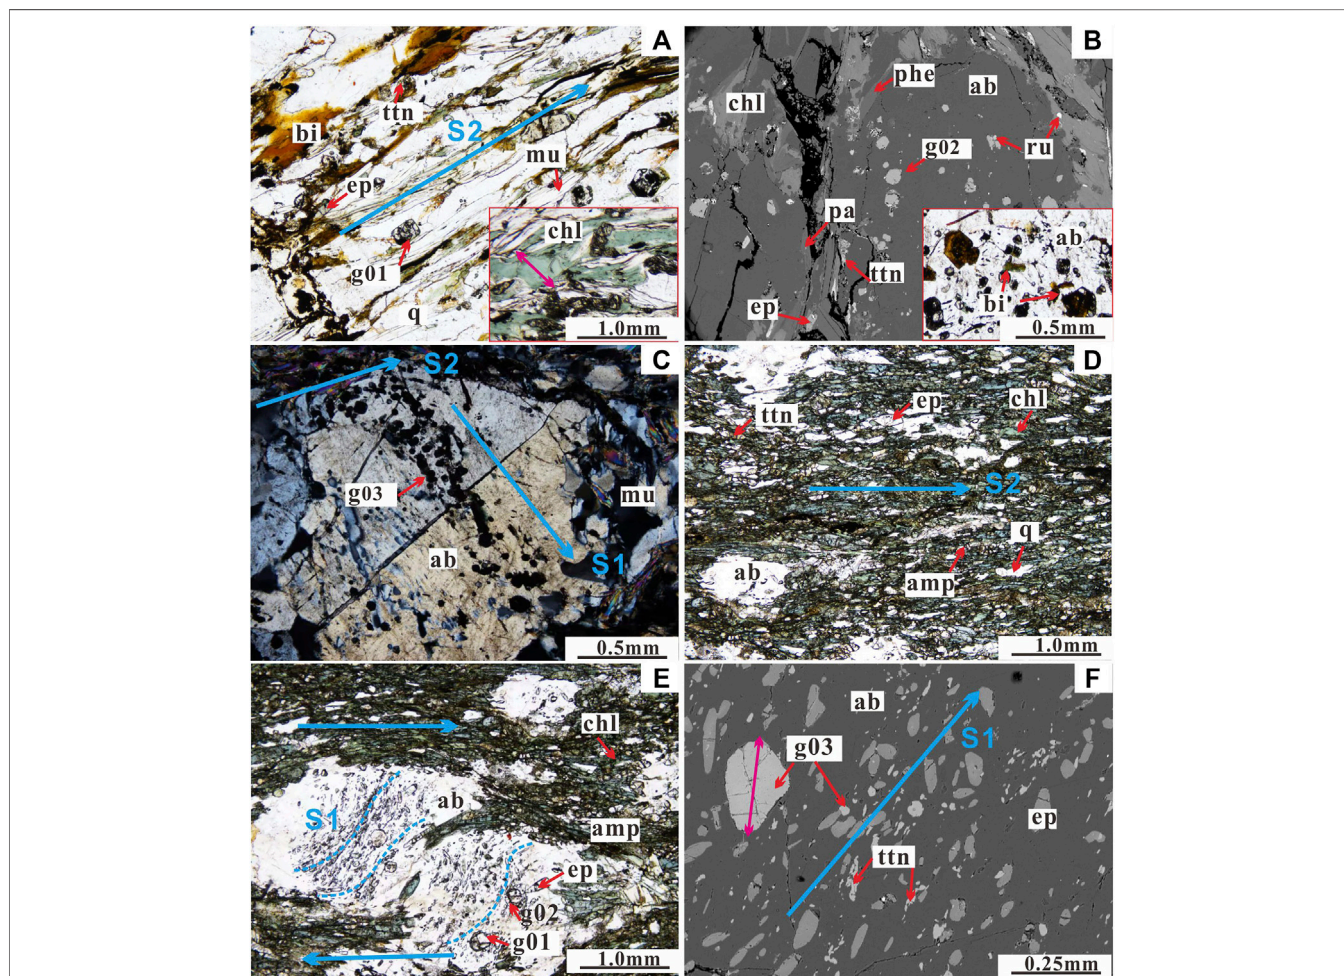 A
ttn
bi
S2
mu
ep
chl
g01
q
1.0mm
B
phe
ab
chl
ru
g02
pa
ab
ttn
bi
ep
0.5mm
C
S2
g03
mu
ab
S1
0.5mm
D
ep
chl
ttn
S2
q
ab
amp
1.0mm
E
chl
ab
S1
amp
ep
g02
g01
1.0mm
F
ab
S1
g03
ep
ttn
0.25mm